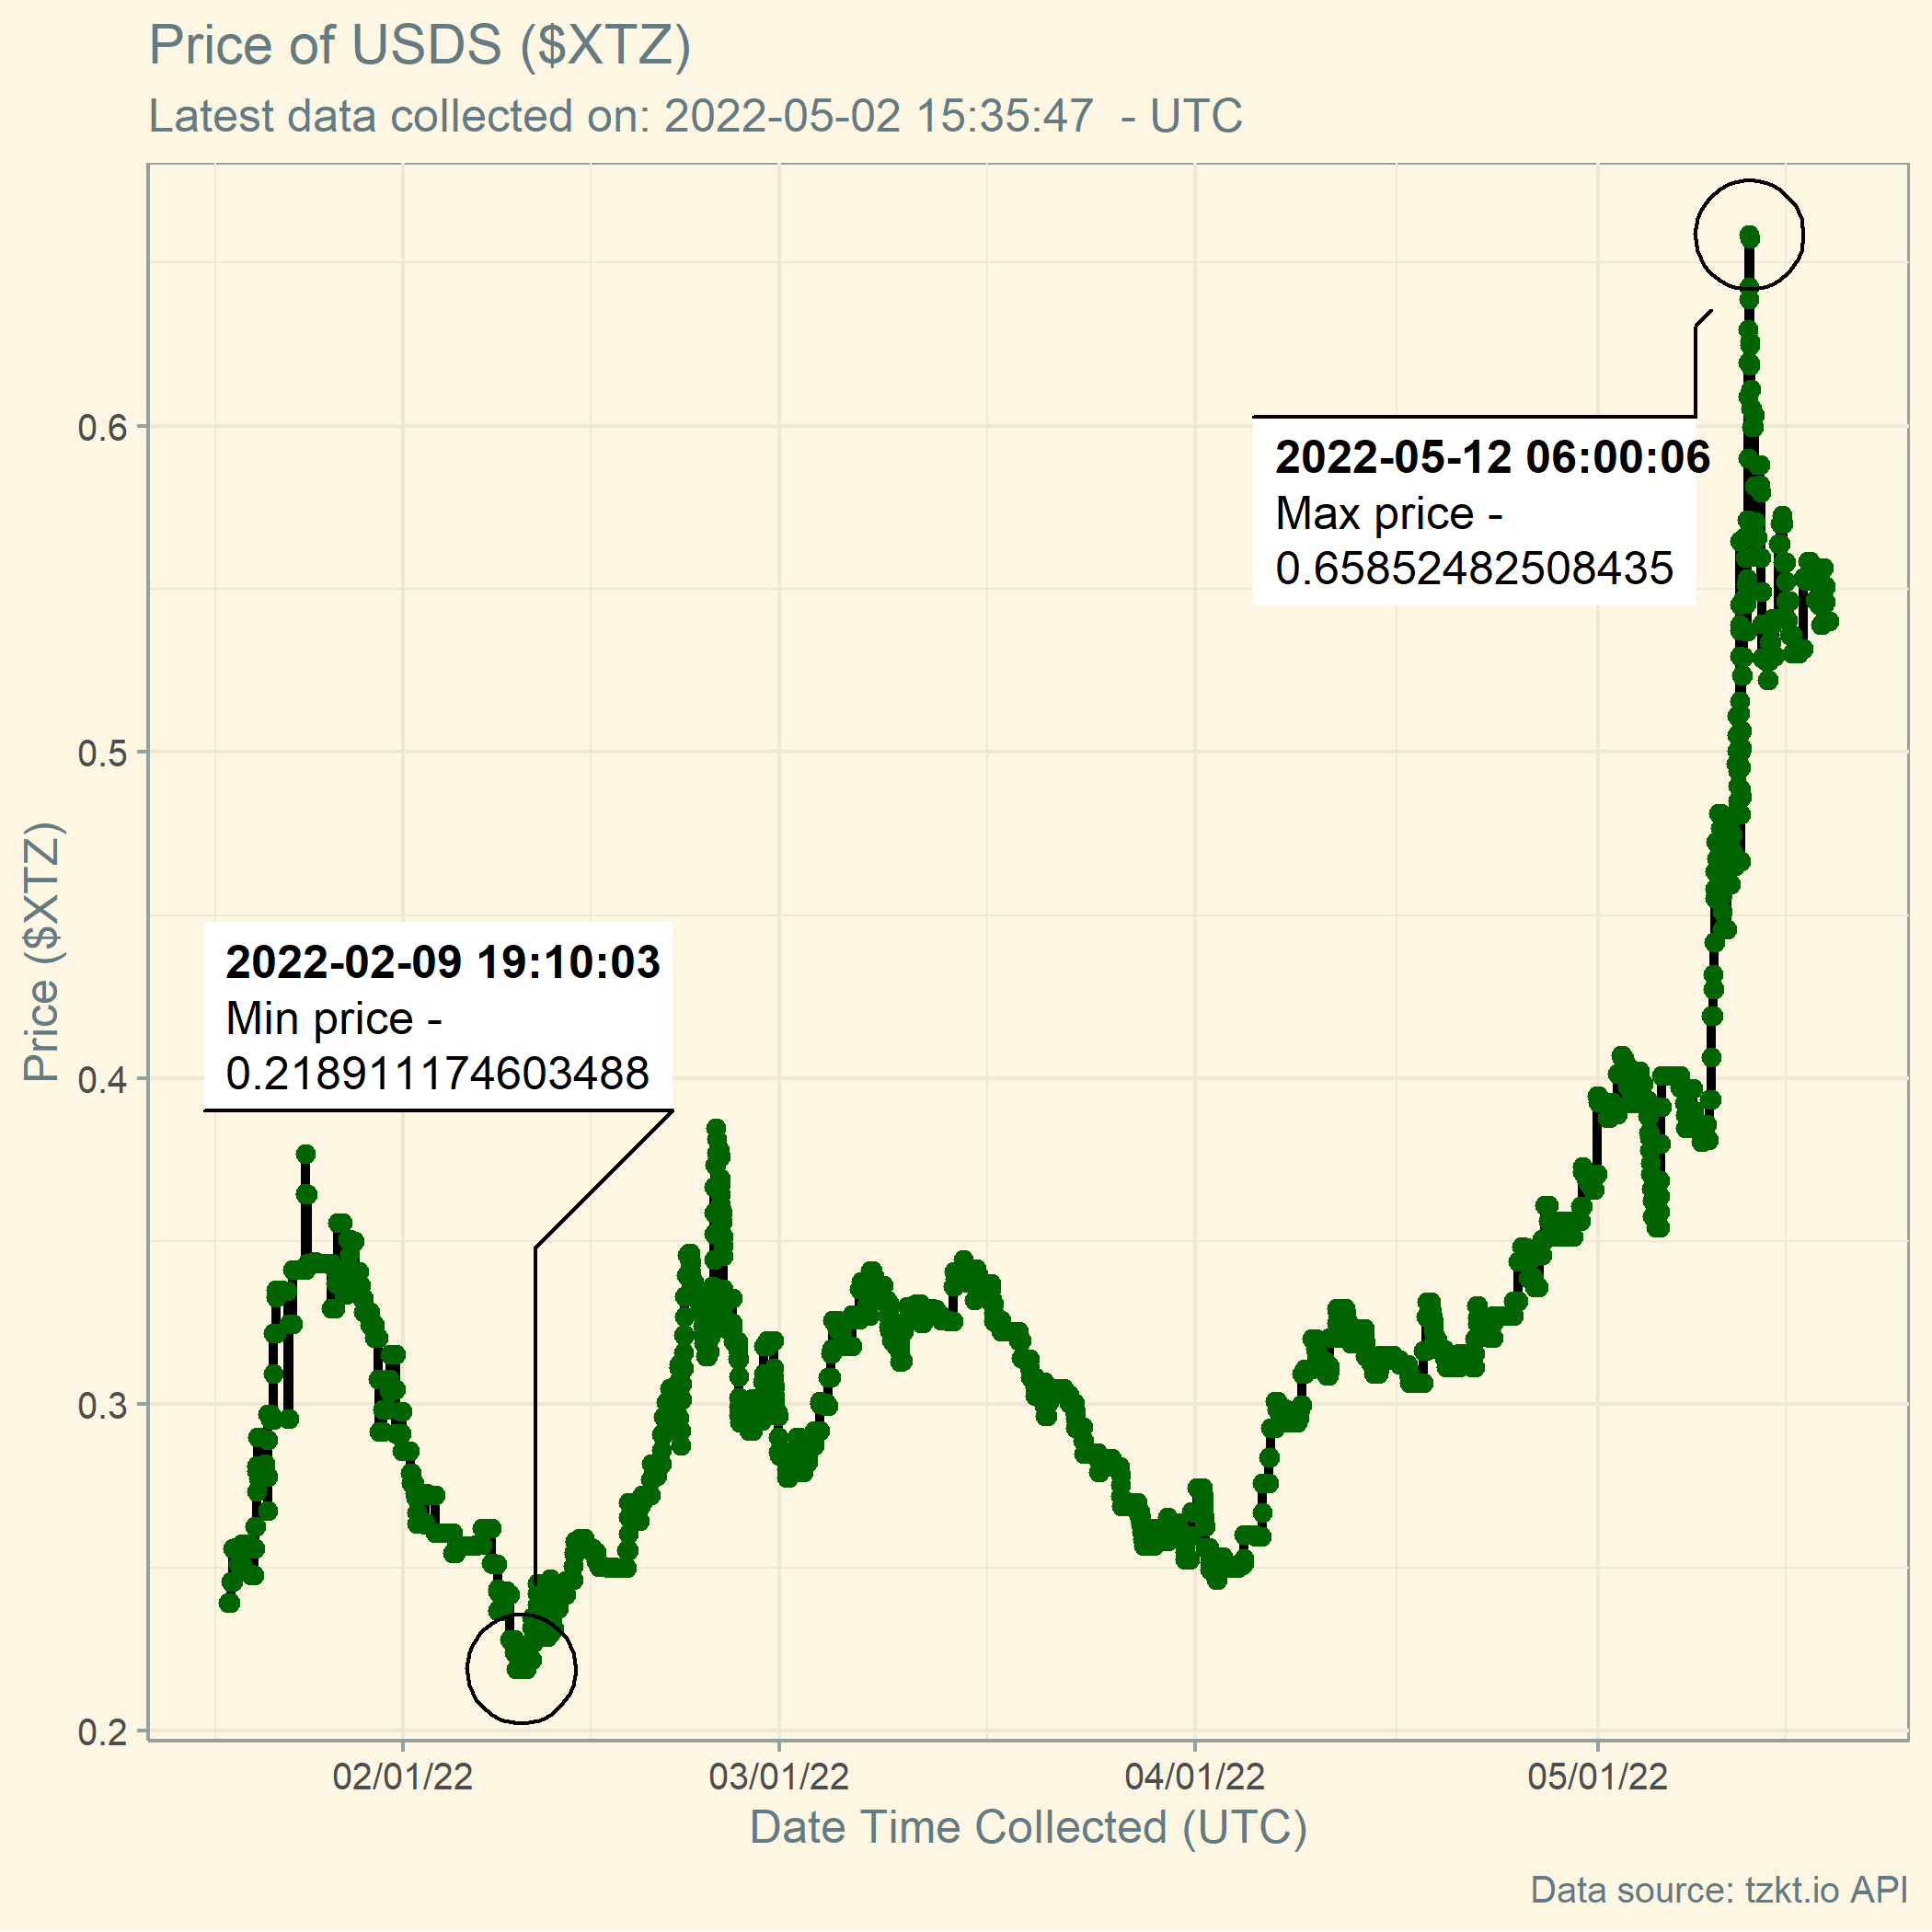 Price of USDS ($XTZ)
Latest data collected on: 2022-05-02 15:35:47  - UTC
2022-05-12 06:00:06
Max price -
0.65852482508435
2022-02-09 19:10:03
Min price -
0.218911174603488
Price ($XTZ)
0.6
0.5
0.4
0.3
0.2
02/01/22 03/01/22 04/01/22 05/01/22
Date Time Collected (UTC)
Data source: tzkt.io API